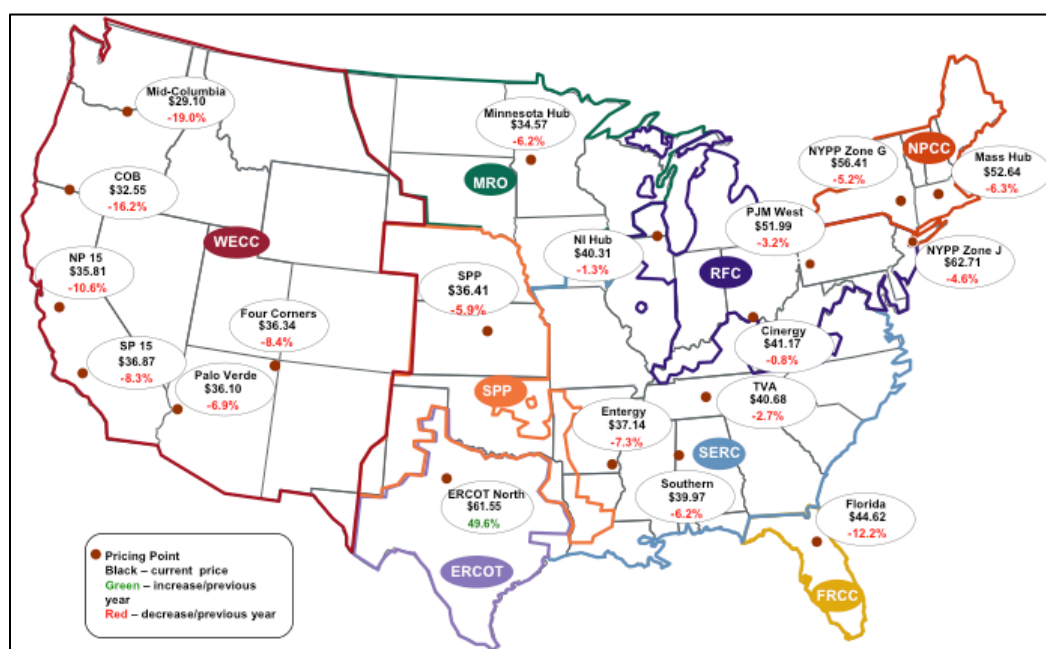 Mid-Columbia
$29.10
-19.0%
COB
$32.55
-16.2%
NP 15
$35.81
-10.6%
SP 15
$36.87
-8.3%
WECC
Four Corners
$36.34
-8.4%
Palo Verde
$36.10
-6.9%
Minnesota Hub
$34.57
-6.2%
MRO
SPP
$36.41
-5.9%
SPP
NI Hub
$40.31
-1.3%
RFC
NYPP Zone G
$56.41
-5.2%
NPCC
Mass Hub
$52.64
-6.3%
PJM West
$51.99
-3.2%
NYPP Zone J
$62.71
-4.6%
Cinergy
$41.17
-0.8%
TVA
$40.68
-2.7%
Entergy
$37.14
-7.3%
SERC
Southern
$39.97
-6.2%
ERCOT North
$61.55
49.6%
ERCOT
Florida
$44.62
-12.2%
FRCC
Pricing Point
Black – current price
Green – increase/previous
year
Red – decrease/previous year